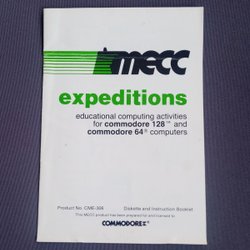 mecc
expeditions
educational computing activities
for commodore 128™ and
commodore 64® computers
Product No. CME-304
Diskette and Instruction Booklet
This MECC product has been prepared for and licensed to
COMMODORE